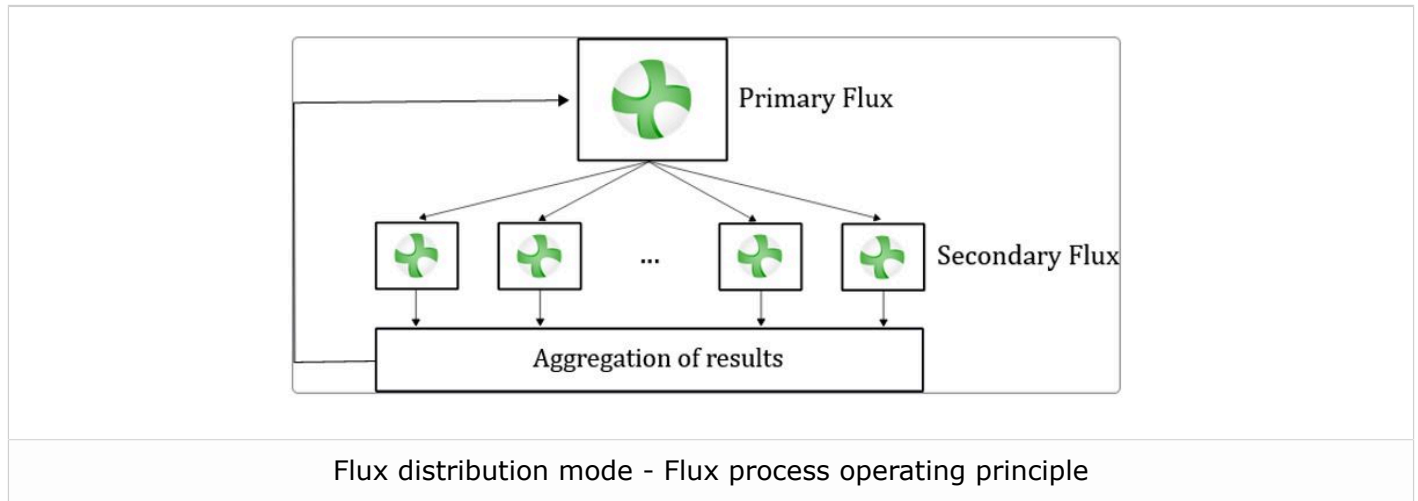 Primary Flux
...
Secondary Flux
Aggregation of results
Flux distribution mode - Flux process operating principle